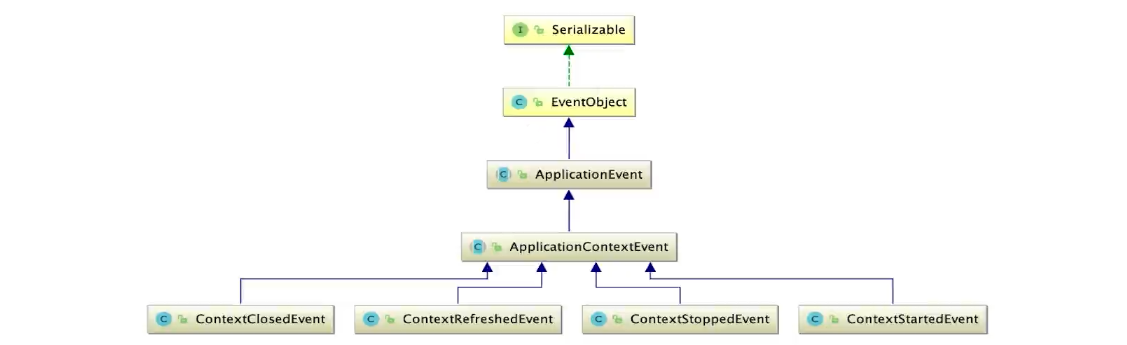 I Serializable
C EventObject
C ApplicationEvent
C ApplicationContextEvent
C ContextClosedEvent C ContextRefreshedEvent C ContextStoppedEvent C ContextStartedEvent